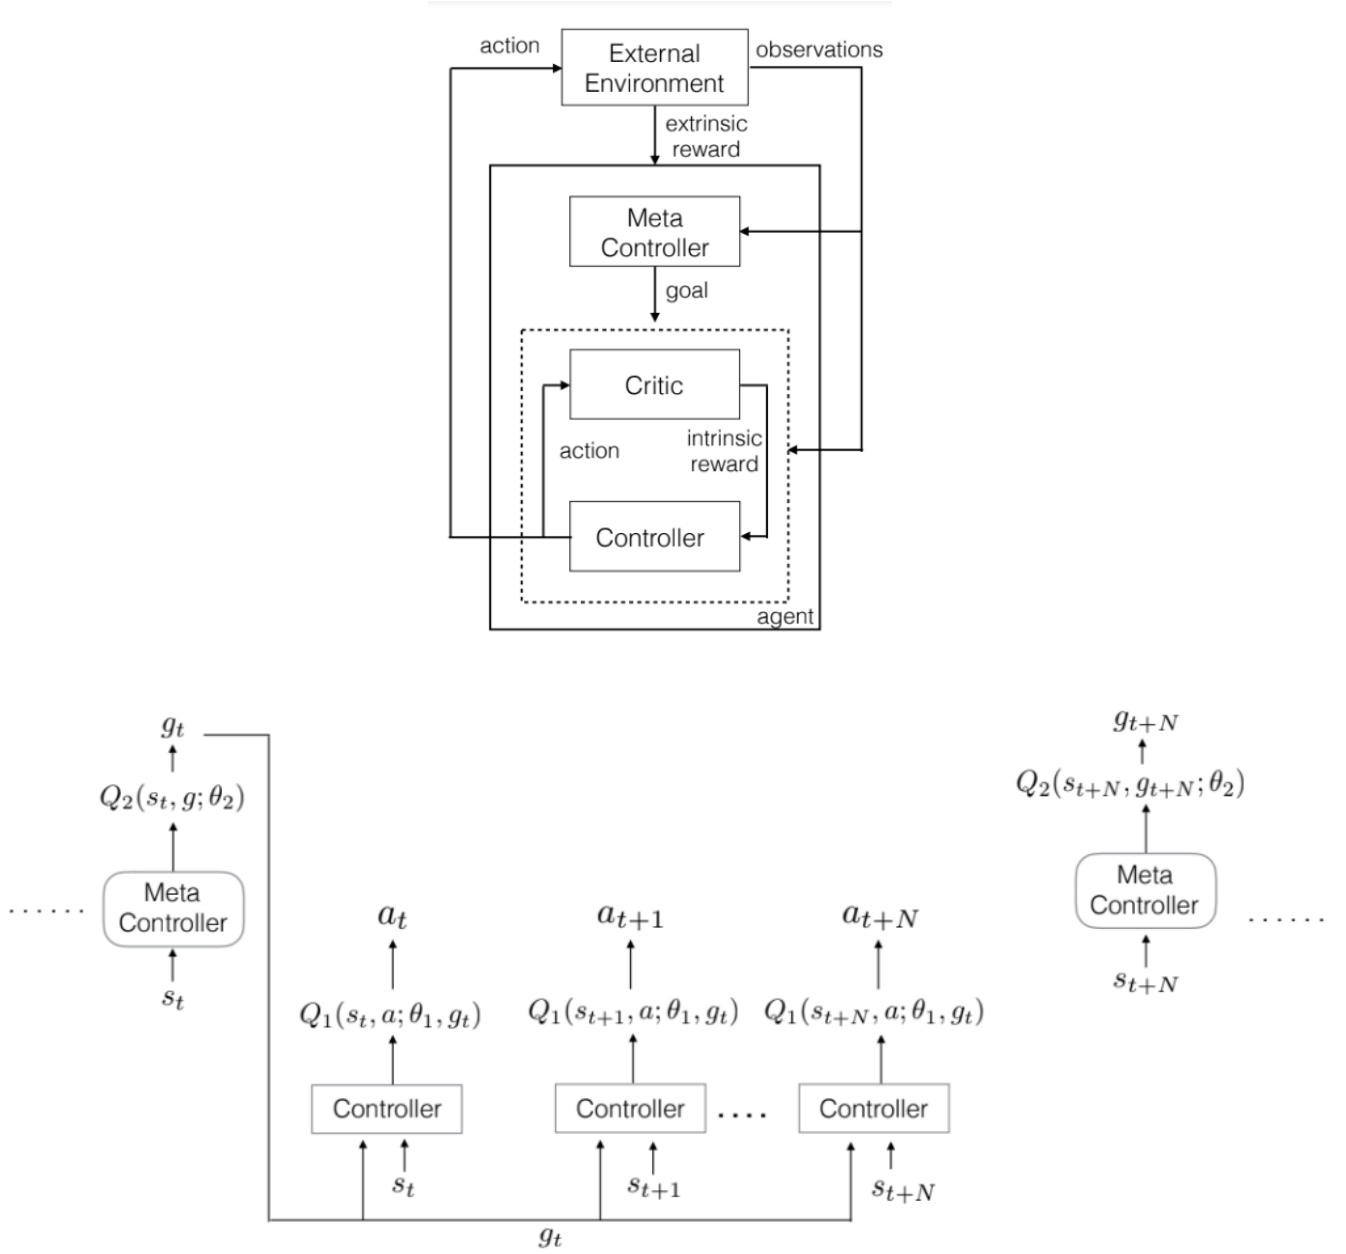 action
External
Environment
observations
extrinsic
reward
Meta
Controller
goal
Critic
action
intrinsic
reward
Controller
agent
g_t
Q_2(s_t, g; θ_2)
Meta
Controller
s_t
......
a_t
Q_1(s_t, a; θ_1, g_t)
Controller
s_t
a_{t+1}
Q_1(s_{t+1}, a; θ_1, g_t)
Controller
s_{t+1}
....
a_{t+N}
Q_1(s_{t+N}, a; θ_1, g_t)
Controller
s_{t+N}
g_t
g_{t+N}
Q_2(s_{t+N}, g_{t+N}; θ_2)
Meta
Controller
s_{t+N}
......